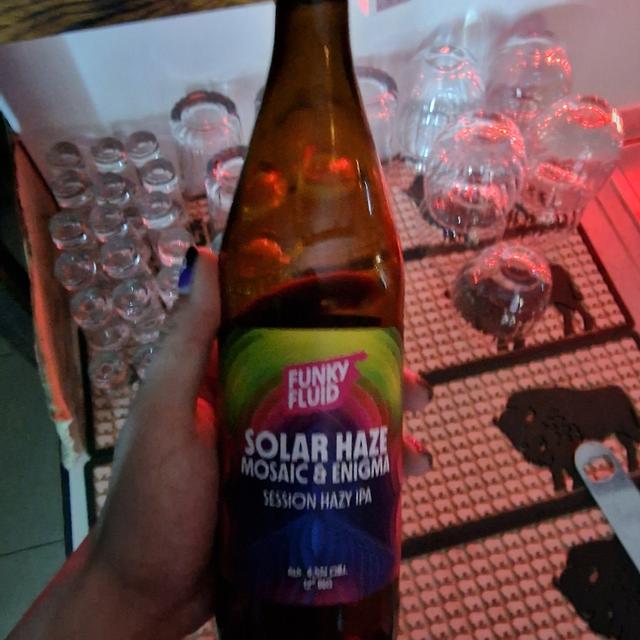 FUNKY
FLUID
SOLAR HAZE
MOSAIC & ENIGMA
SESSION HAZY IPA